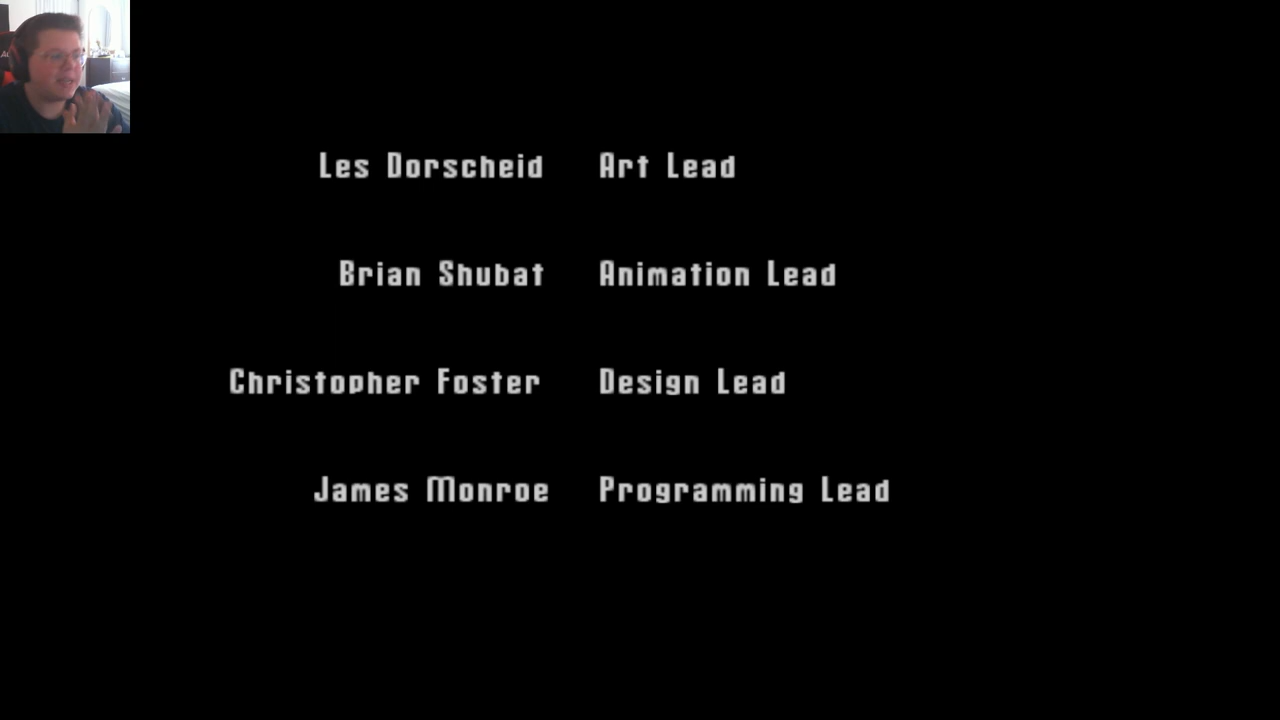 Les Dorscheid Art Lead
Brian Shubat Animation Lead
Christopher Foster Design Lead
James Monroe Programming Lead